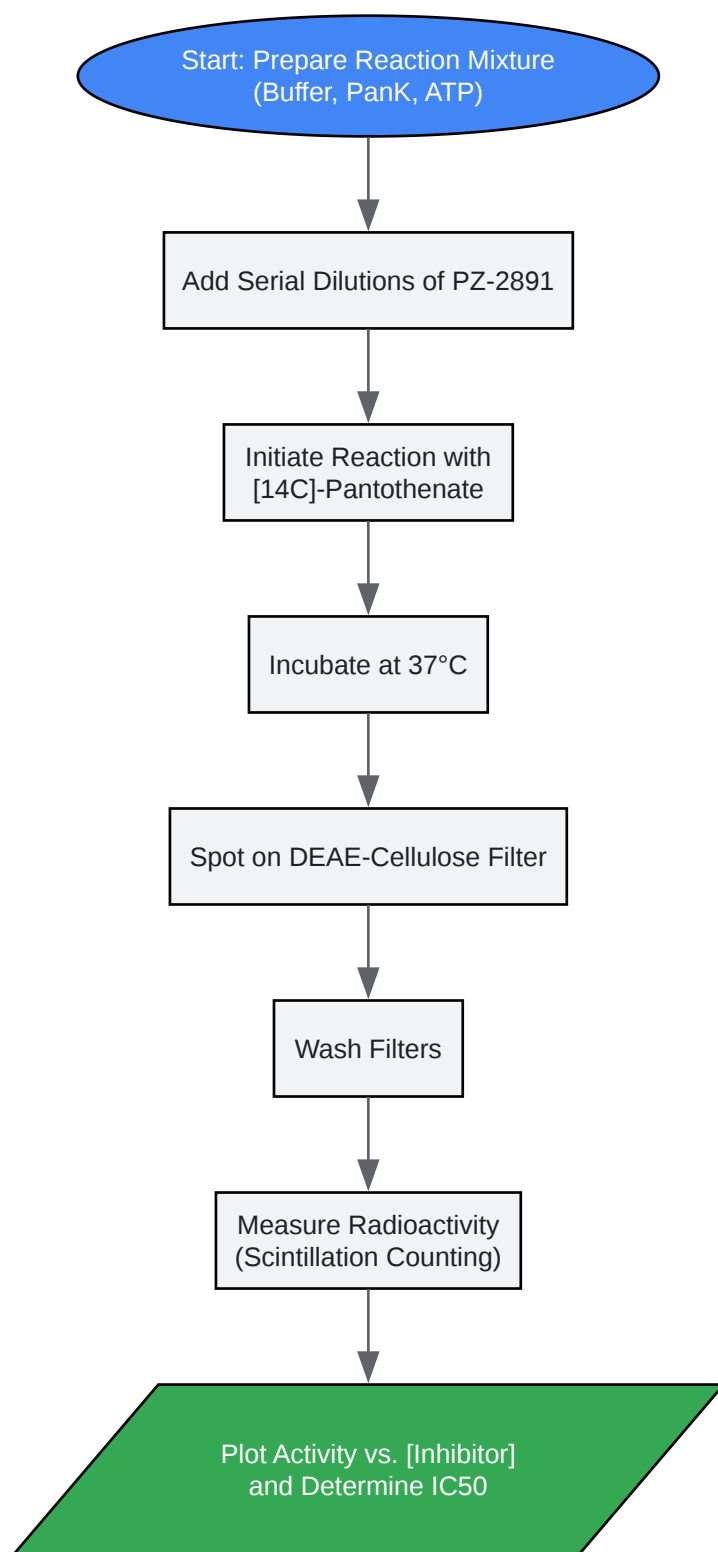 Start: Prepare Reaction Mixture
(Buffer, PanK, ATP)
Add Serial Dilutions of PZ-2891
Initiate Reaction with
[14C]-Pantothenate
Incubate at 37°C
Spot on DEAE-Cellulose Filter
Wash Filters
Measure Radioactivity
(Scintillation Counting)
Plot Activity vs. [Inhibitor]
and Determine IC50